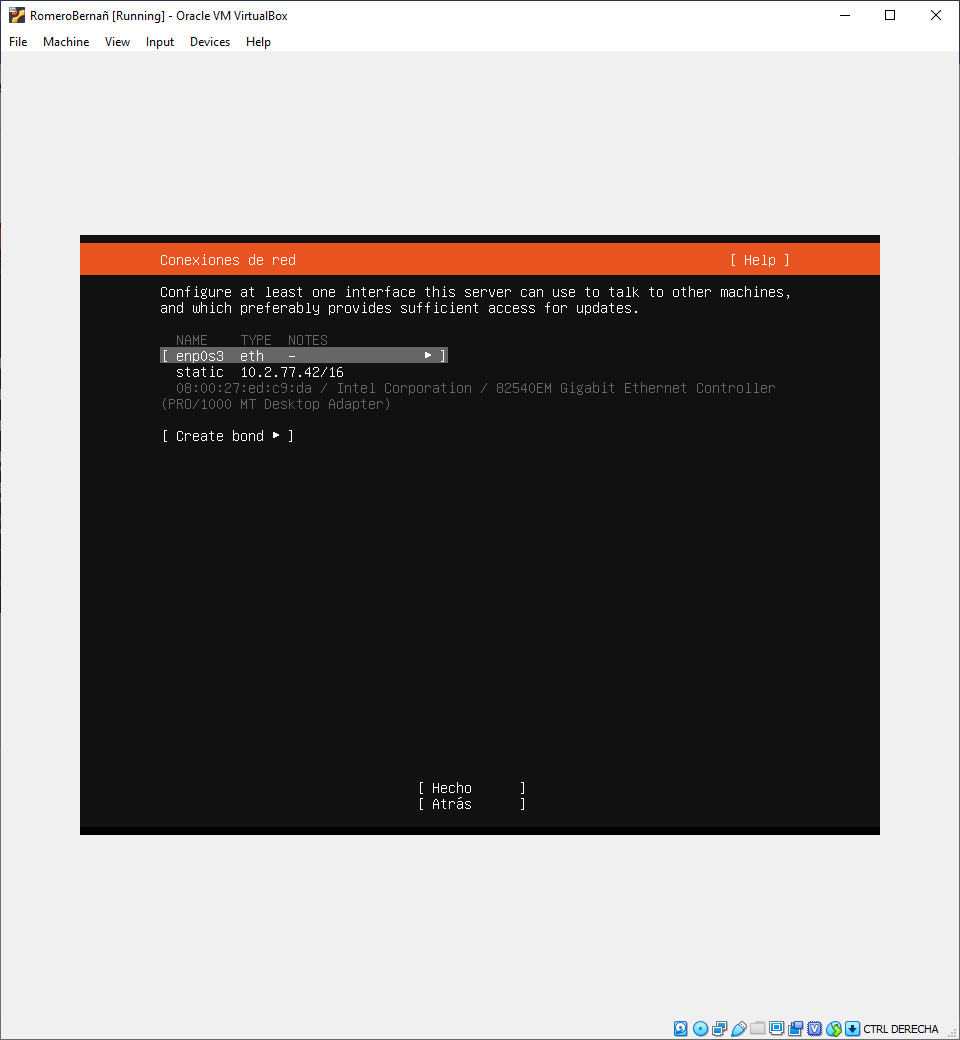 RomeroBernañ [Running] - Oracle VM VirtualBox
File Machine View Input Devices Help
Conexiones de red [ Help ]
Configure at least one interface this server can use to talk to other machines,
and which preferably provides sufficient access for updates.
NAME TYPE NOTES
[ enp0s3 eth – ▸ ]
static 10.2.77.42/16
08:00:27:ed:c9:da / Intel Corporation / 82540EM Gigabit Ethernet Controller
(PRO/1000 MT Desktop Adapter)
[ Create bond ▸ ]
[ Hecho ]
[ Atrás ]
CTRL DERECHA